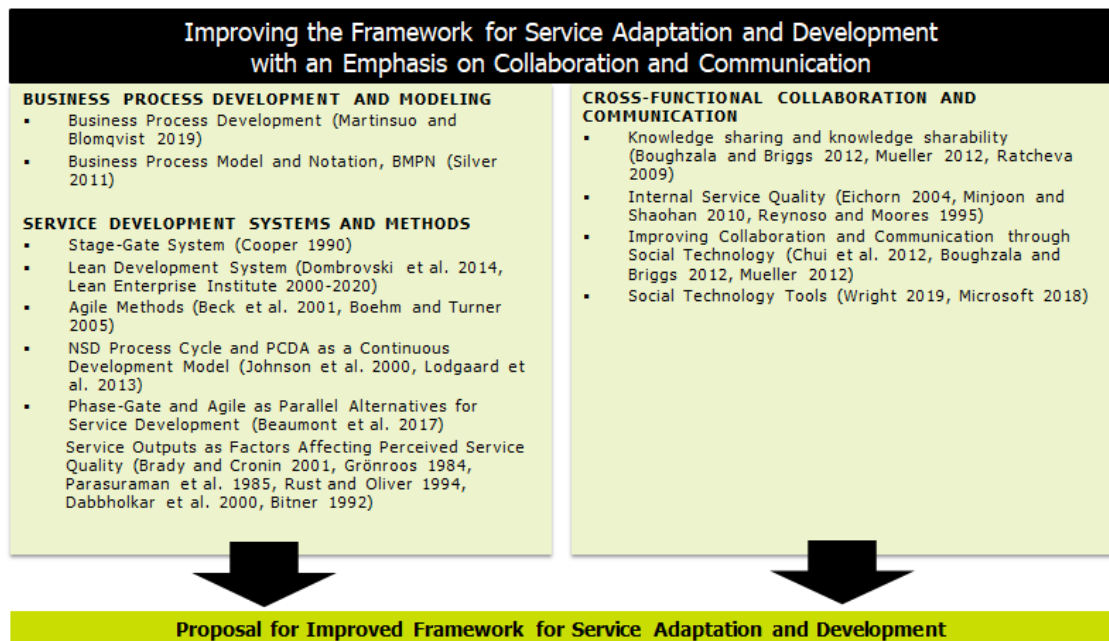 Improving the Framework for Service Adaptation and Development
with an Emphasis on Collaboration and Communication
BUSINESS PROCESS DEVELOPMENT AND MODELING
▪ Business Process Development (Martinsuo and
Blomqvist 2019)
▪ Business Process Model and Notation, BMPN (Silver
2011)
SERVICE DEVELOPMENT SYSTEMS AND METHODS
▪ Stage-Gate System (Cooper 1990)
▪ Lean Development System (Dombrovski et al. 2014,
Lean Enterprise Institute 2000-2020)
▪ Agile Methods (Beck et al. 2001, Boehm and Turner
2005)
▪ NSD Process Cycle and PCDA as a Continuous
Development Model (Johnson et al. 2000, Lodgaard et
al. 2013)
▪ Phase-Gate and Agile as Parallel Alternatives for
Service Development (Beaumont et al. 2017)
Service Outputs as Factors Affecting Perceived Service
Quality (Brady and Cronin 2001, Grönroos 1984,
Parasuraman et al. 1985, Rust and Oliver 1994,
Dabbholkar et al. 2000, Bitner 1992)
CROSS-FUNCTIONAL COLLABORATION AND
COMMUNICATION
▪ Knowledge sharing and knowledge sharability
(Boughzala and Briggs 2012, Mueller 2012, Ratcheva
2009)
▪ Internal Service Quality (Eichorn 2004, Minjoon and
Shaohan 2010, Reynoso and Moores 1995)
▪ Improving Collaboration and Communication through
Social Technology (Chui et al. 2012, Boughzala and
Briggs 2012, Mueller 2012)
▪ Social Technology Tools (Wright 2019, Microsoft 2018)
Proposal for Improved Framework for Service Adaptation and Development